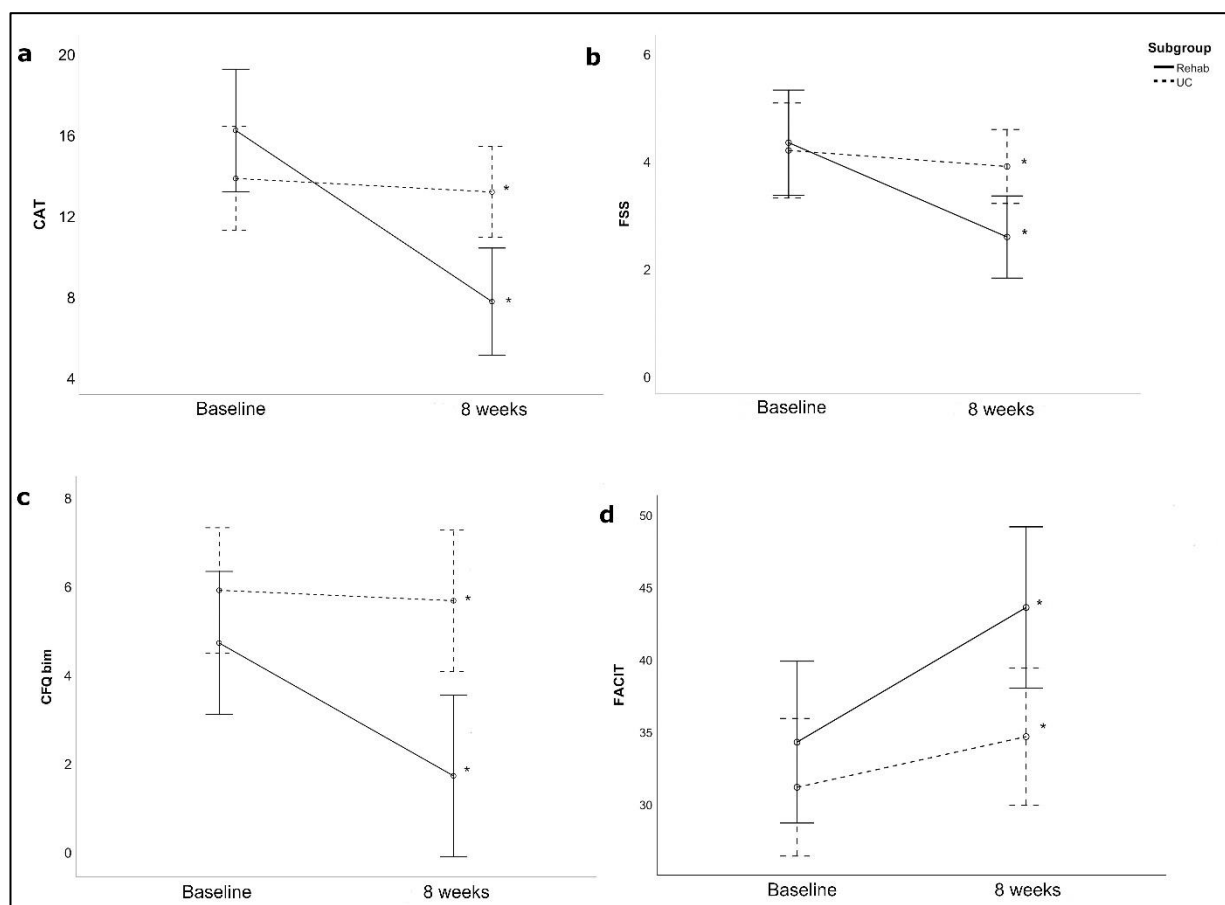 a
20
16
12
8
4
CAT
*
*
Baseline
8 weeks
b
6
4
2
0
FSS
*
*
Baseline
8 weeks
Subgroup
Rehab
UC
c
8
6
4
2
0
CFQ bim
*
*
Baseline
8 weeks
d
50
45
40
35
30
FACIT
*
*
Baseline
8 weeks